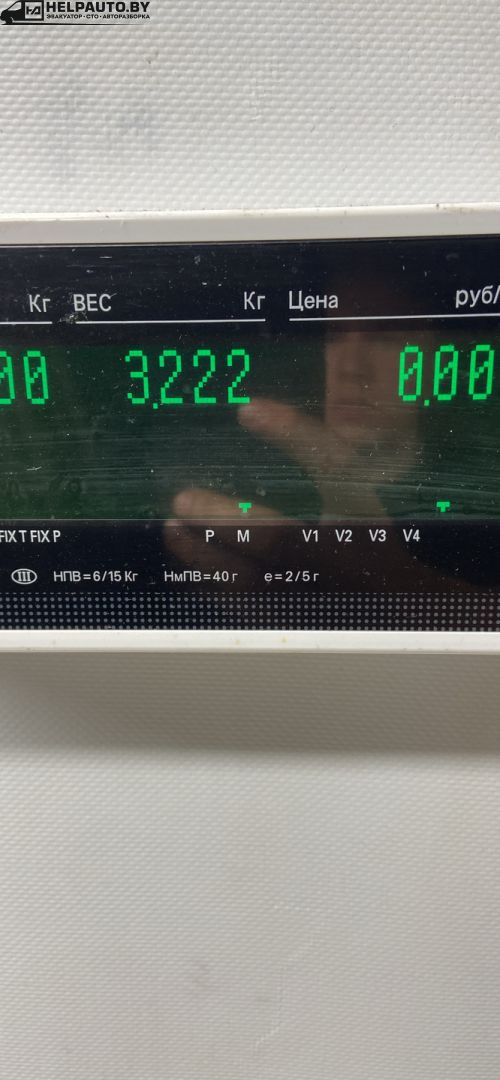 HELPAUTO.BY
ЭВАКУАТОР • СТО • АВТОРАЗБОРКА
Кг ВЕС Кг Цена руб/
00 3.222 0.00
FIX T FIX P P M V1 V2 V3 V4
III НПВ=6/15 Кг НмПВ=40 г e=2/5 г